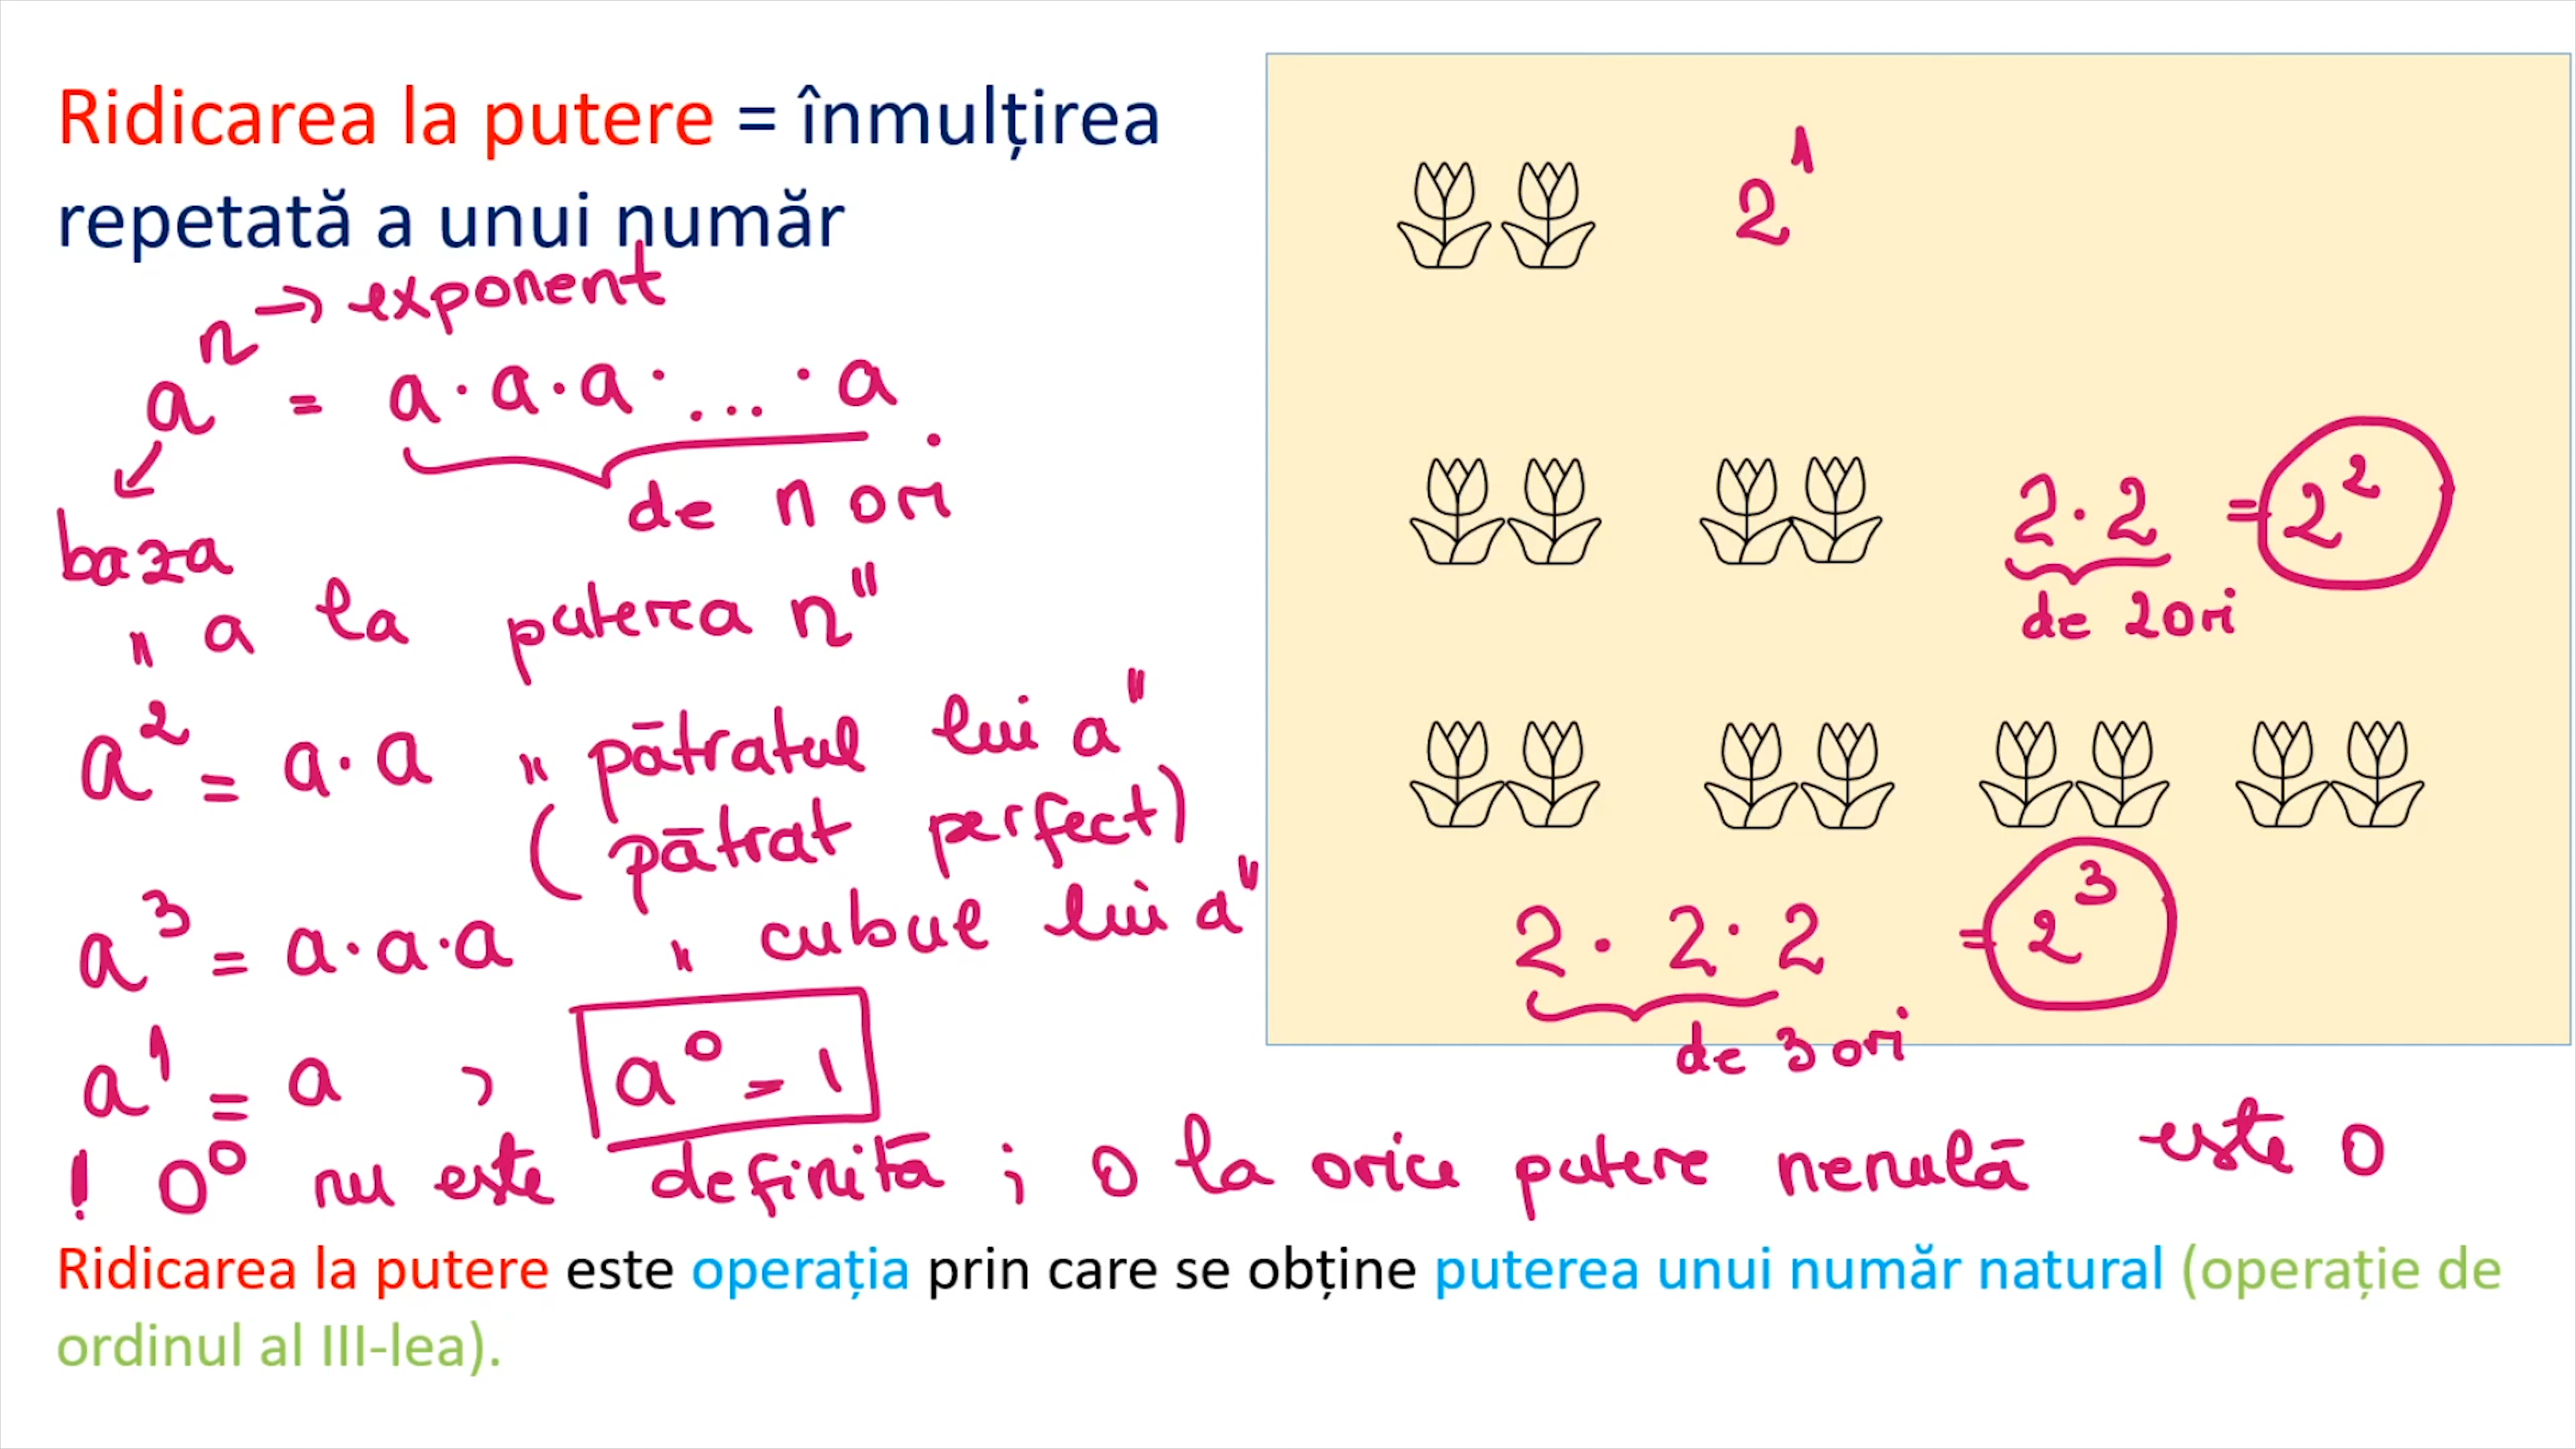 Ridicarea la putere = înmulțirea
repetată a unui număr
aⁿ → exponent
= a·a·a·...·a
de n ori
baza
„a la puterea n"
a² = a·a „pătratul lui a"
(pătrat perfect)
a³ = a·a·a „cubul lui a"
a¹ = a , a⁰ = 1
! 0⁰ nu este definită ; 0 la orice putere nenulă este 0
2¹
2·2 = 2²
de 2 ori
2·2·2 = 2³
de 3 ori
Ridicarea la putere este operația prin care se obține puterea unui număr natural (operație de
ordinul al III-lea).